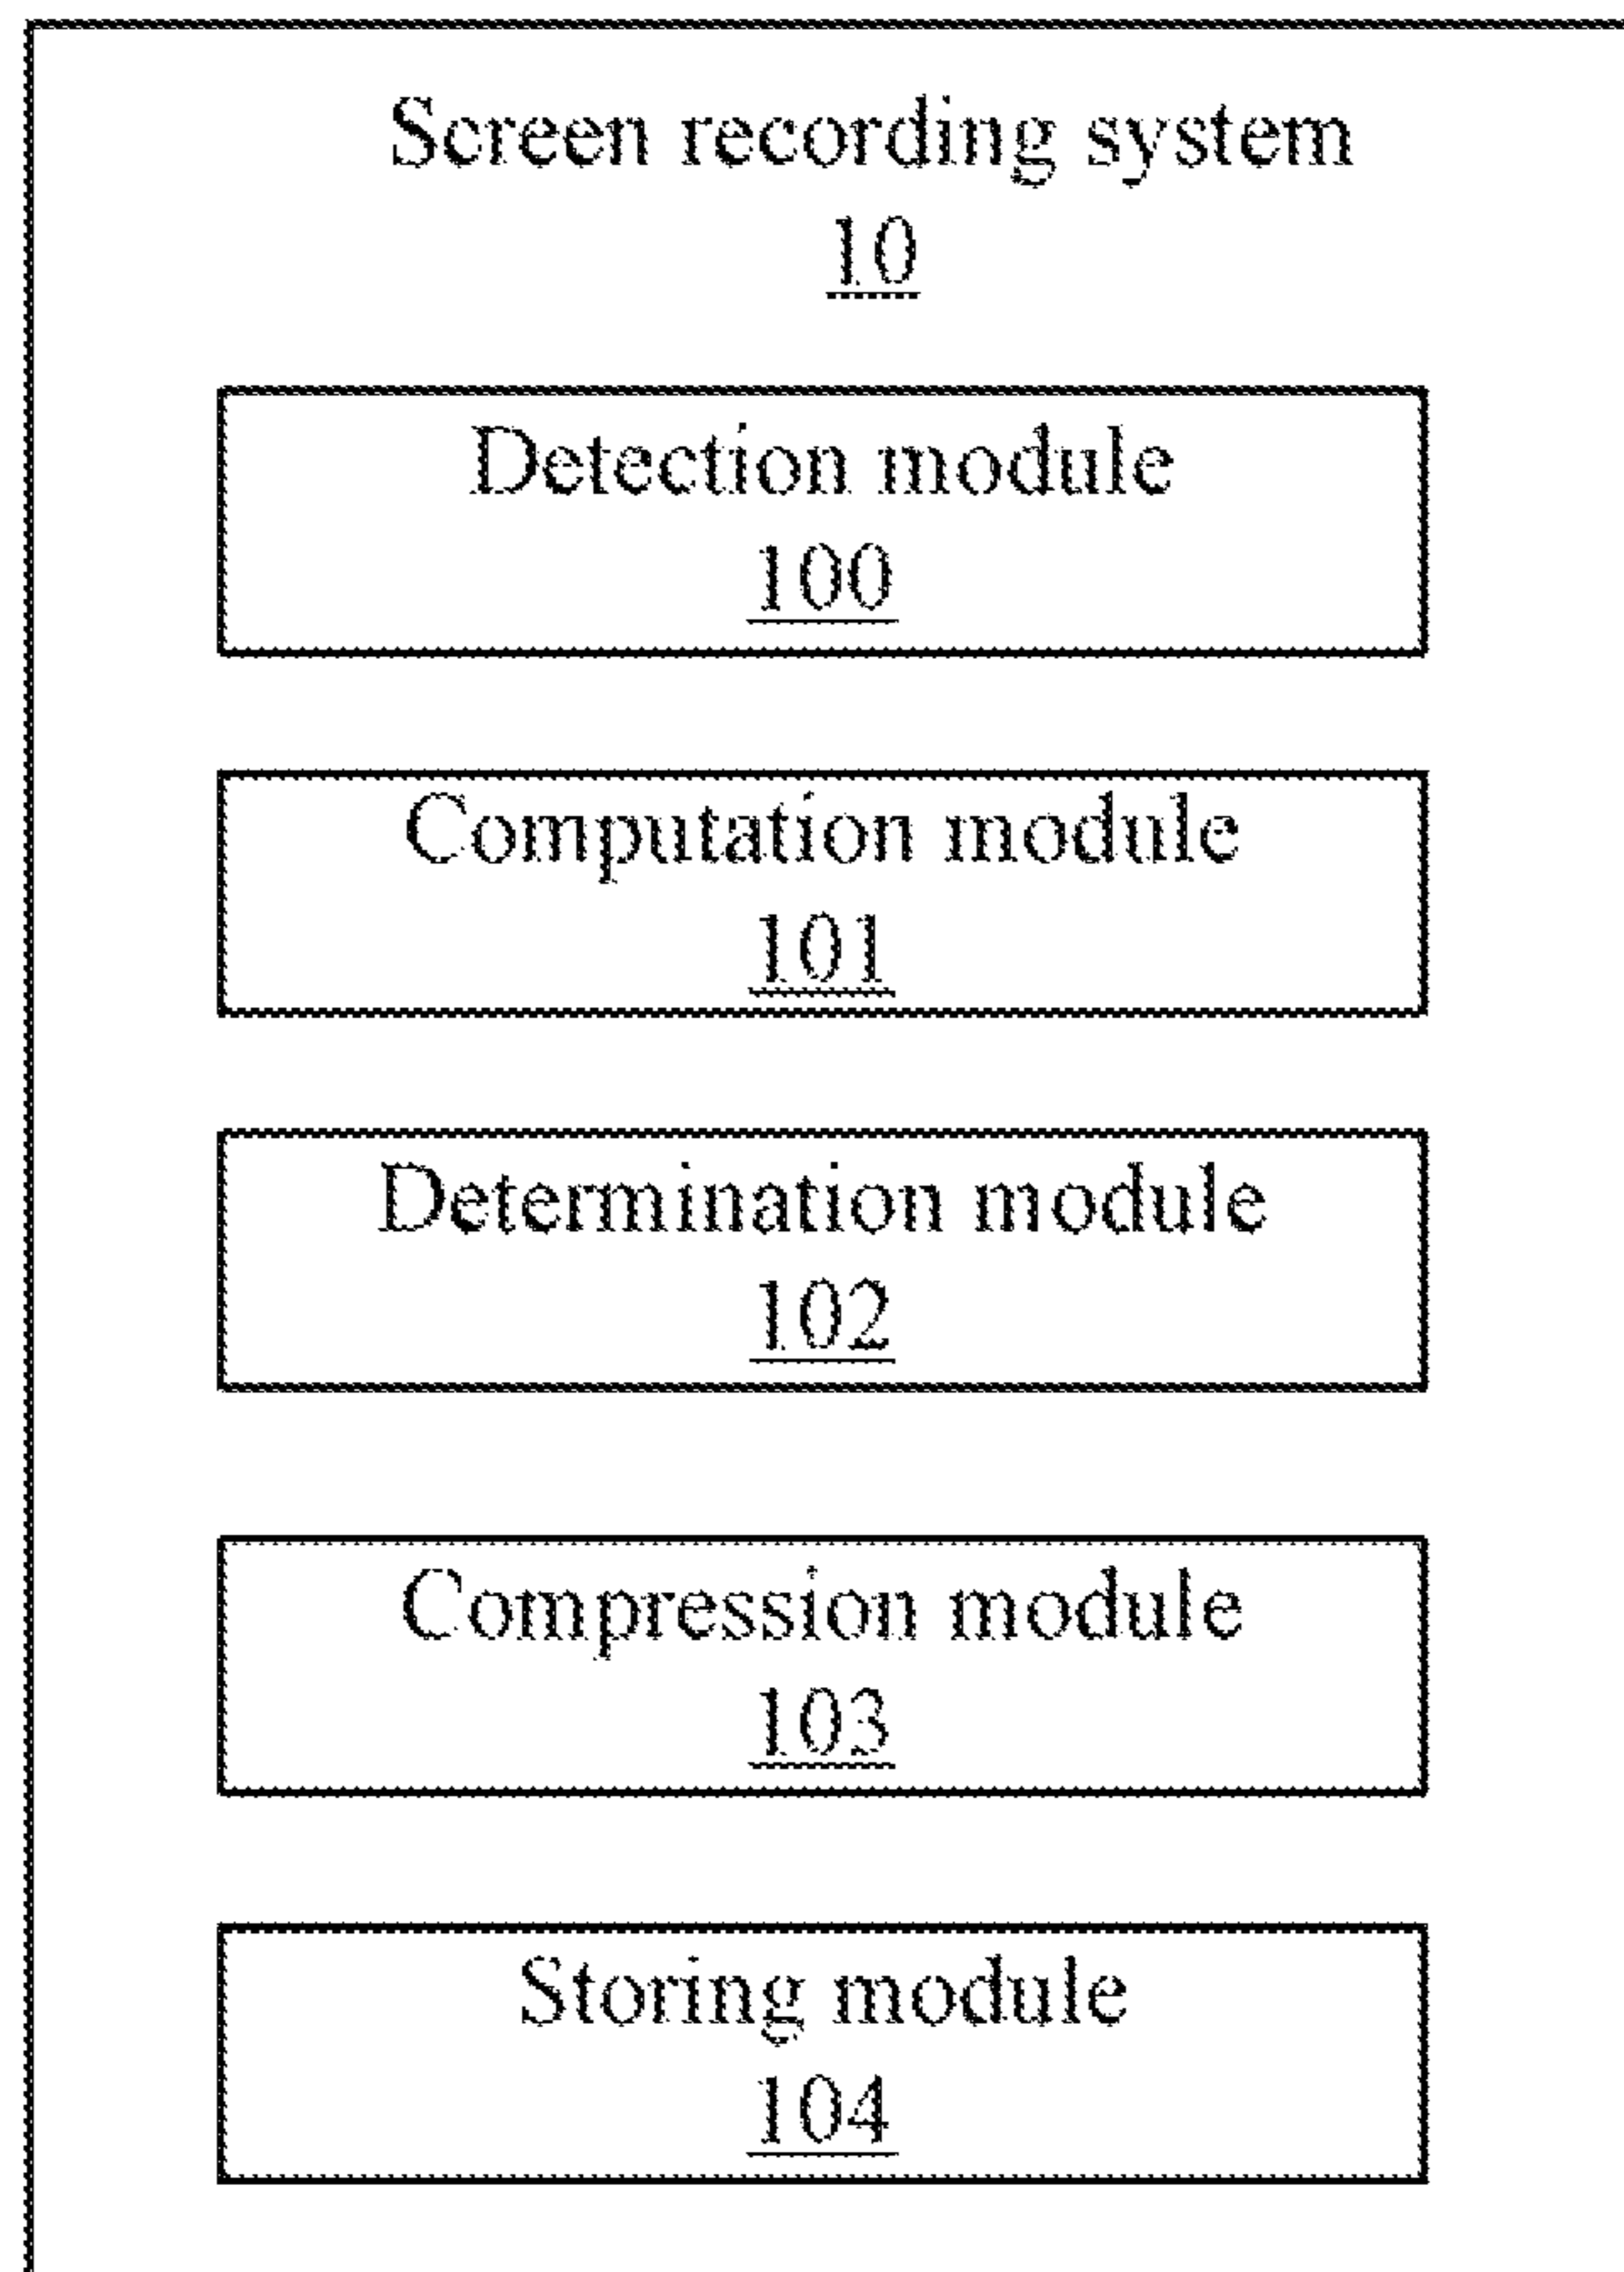 Screen recording system
10
Detection module
100
Computation module
101
Determination module
102
Compression module
103
Storing module
104